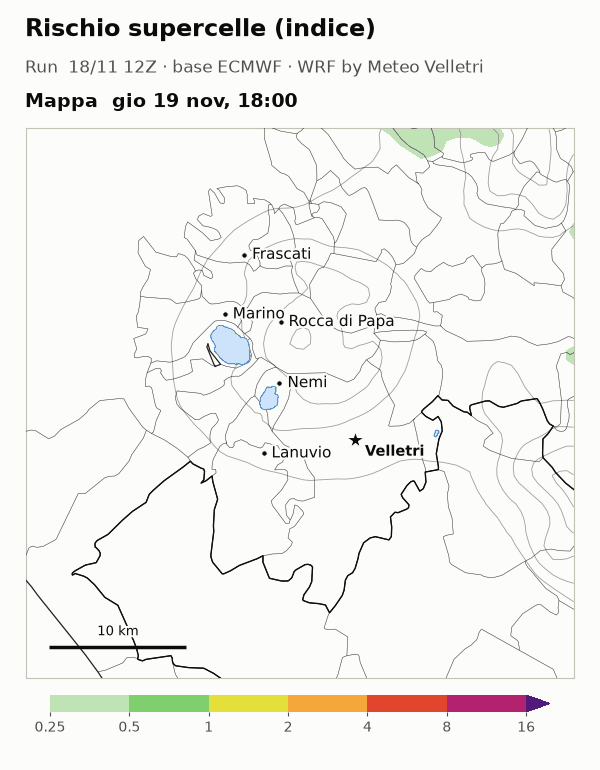 Rischio supercelle (indice)
Run  18/11 12Z · base ECMWF · WRF by Meteo Velletri
Mappa  gio 19 nov, 18:00
Frascati
Marino
Rocca di Papa
Nemi
Velletri
Lanuvio
10 km
0.25 0.5 1 2 4 8 16